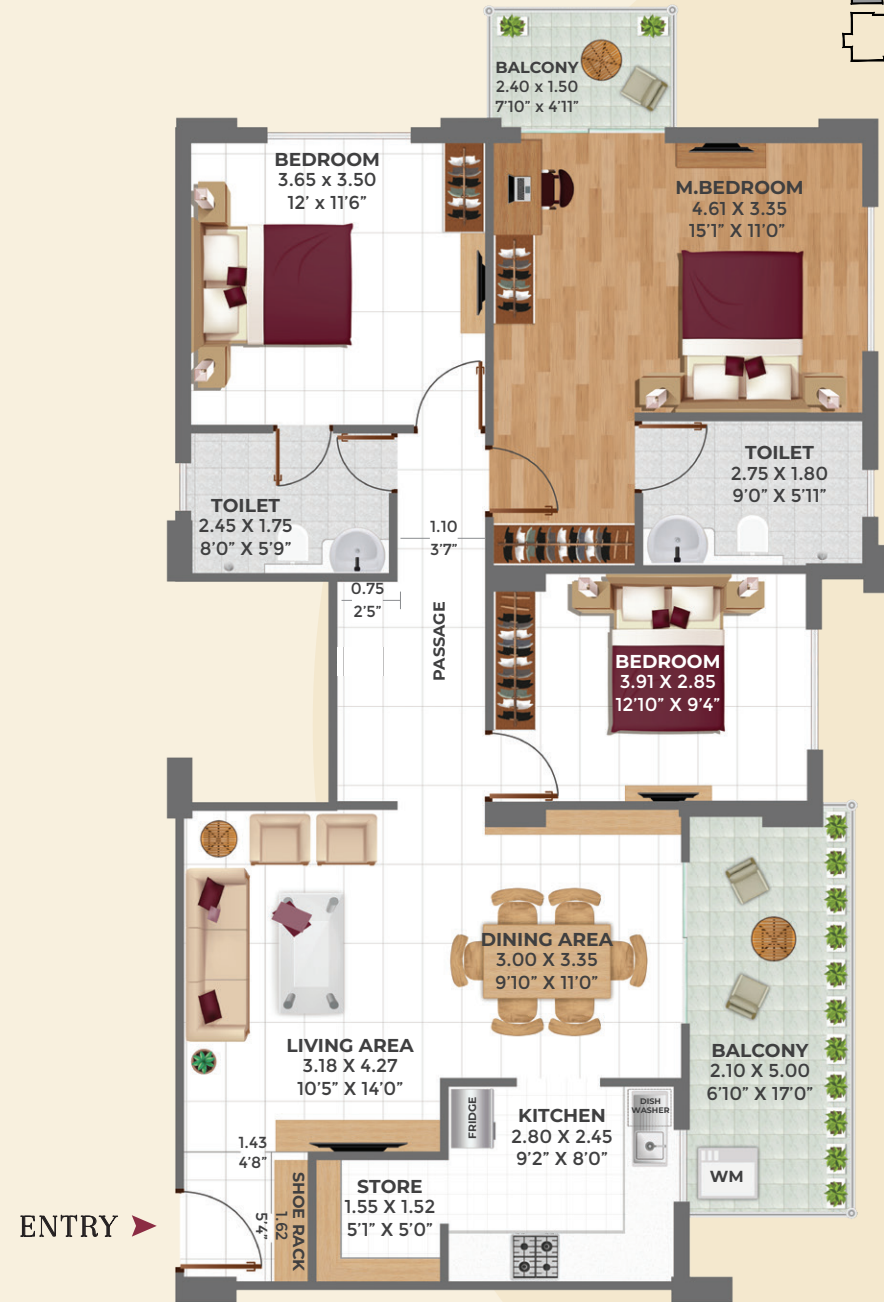 BALCONY
2.40 x 1.50
7'10" x 4'11"
BEDROOM
3.65 x 3.50
12' x 11'6"
M.BEDROOM
4.61 X 3.35
15'1" X 11'0"
TOILET
2.45 X 1.75
8'0" X 5'9"
1.10
3'7"
TOILET
2.75 X 1.80
9'0" X 5'11"
0.75
2'5"
PASSAGE
BEDROOM
3.91 X 2.85
12'10" X 9'4"
DINING AREA
3.00 X 3.35
9'10" X 11'0"
LIVING AREA
3.18 X 4.27
10'5" X 14'0"
BALCONY
2.10 X 5.00
6'10" X 17'0"
FRIDGE
KITCHEN
2.80 X 2.45
9'2" X 8'0"
DISH
WASHER
1.43
4'8"
STORE
1.55 X 1.52
5'1" X 5'0"
WM
SHOE RACK
1.62
5'4"
ENTRY